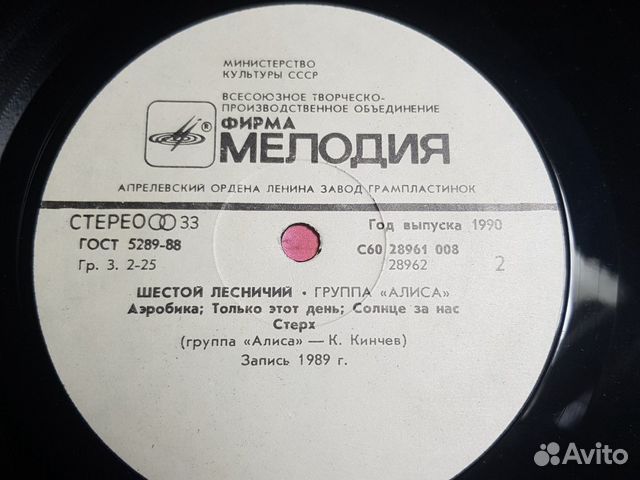 МИНИСТЕРСТВО
КУЛЬТУРЫ СССР
ВСЕСОЮЗНОЕ ТВОРЧЕСКО-
ПРОИЗВОДСТВЕННОЕ ОБЪЕДИНЕНИЕ
® ФИРМА
МЕЛОДИЯ
АПРЕЛЕВСКИЙ ОРДЕНА ЛЕНИНА ЗАВОД ГРАМПЛАСТИНОК
СТЕРЕО 33
Год выпуска 1990
ГОСТ 5289-88
С60 28961 008
Гр. 3. 2-25
28962
2
ШЕСТОЙ ЛЕСНИЧИЙ • ГРУППА «АЛИСА»
Аэробика; Только этот день; Солнце за нас
Стерх
(группа «Алиса» — К. Кинчев)
Запись 1989 г.
Avito